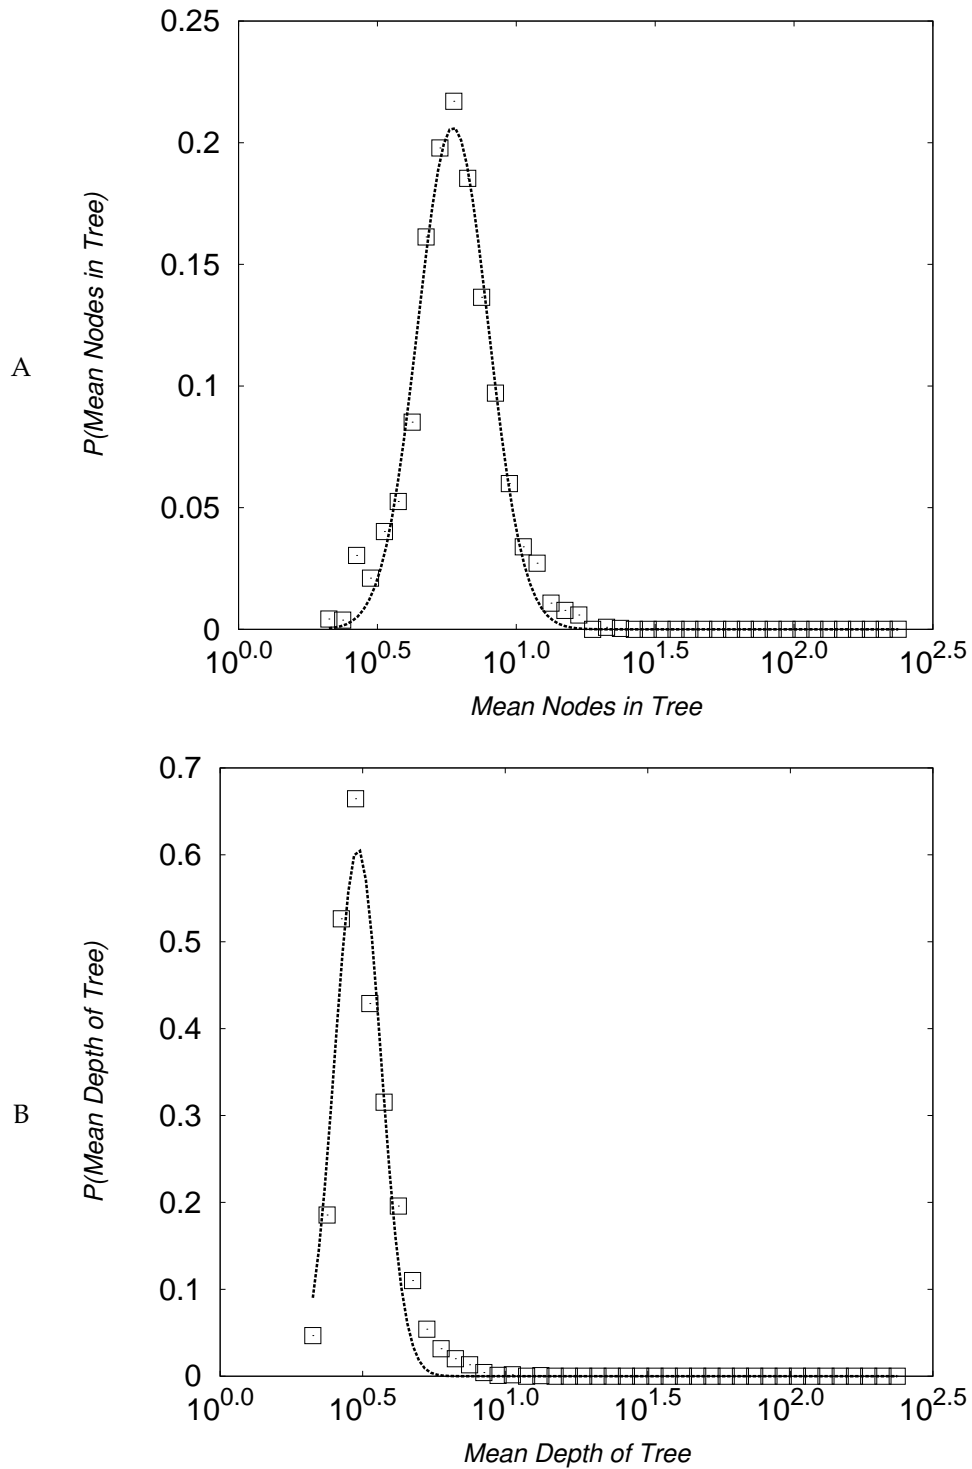 A
P(Mean Nodes in Tree)
0.25
0.2
0.15
0.1
0.05
0
10^0.0 10^0.5 10^1.0 10^1.5 10^2.0 10^2.5
Mean Nodes in Tree
B
P(Mean Depth of Tree)
0.7
0.6
0.5
0.4
0.3
0.2
0.1
0
10^0.0 10^0.5 10^1.0 10^1.5 10^2.0 10^2.5
Mean Depth of Tree